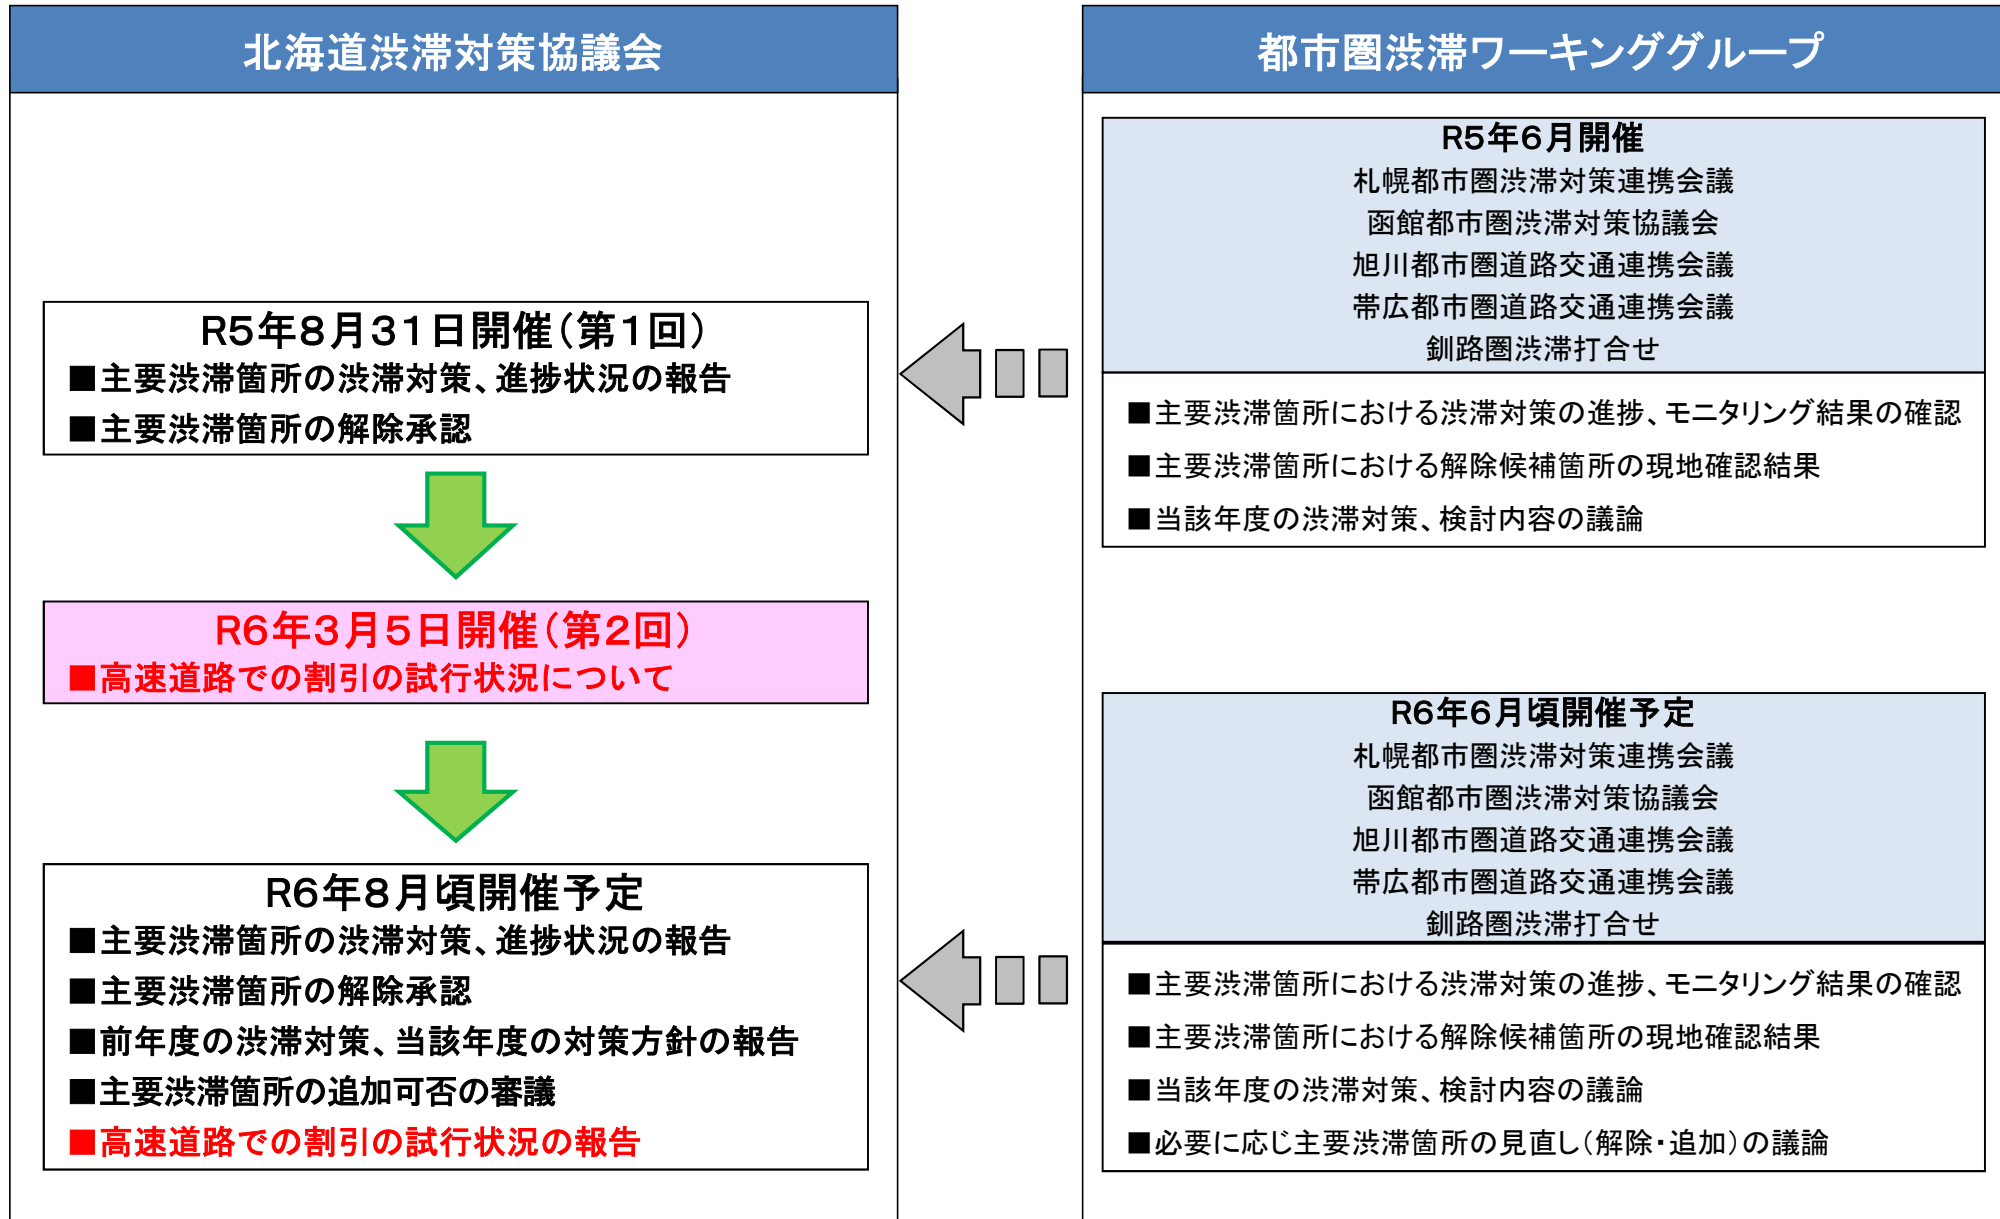 北海道渋滞対策協議会
R5年8月31日開催(第1回)
■主要渋滞箇所の渋滞対策、進捗状況の報告
■主要渋滞箇所の解除承認
R6年3月5日開催(第2回)
■高速道路での割引の試行状況について
R6年8月頃開催予定
■主要渋滞箇所の渋滞対策、進捗状況の報告
■主要渋滞箇所の解除承認
■前年度の渋滞対策、当該年度の対策方針の報告
■主要渋滞箇所の追加可否の審議
■高速道路での割引の試行状況の報告
都市圏渋滞ワーキンググループ
R5年6月開催
札幌都市圏渋滞対策連携会議
函館都市圏渋滞対策協議会
旭川都市圏道路交通連携会議
帯広都市圏道路交通連携会議
釧路圏渋滞打合せ
■主要渋滞箇所における渋滞対策の進捗、モニタリング結果の確認
■主要渋滞箇所における解除候補箇所の現地確認結果
■当該年度の渋滞対策、検討内容の議論
R6年6月頃開催予定
札幌都市圏渋滞対策連携会議
函館都市圏渋滞対策協議会
旭川都市圏道路交通連携会議
帯広都市圏道路交通連携会議
釧路圏渋滞打合せ
■主要渋滞箇所における渋滞対策の進捗、モニタリング結果の確認
■主要渋滞箇所における解除候補箇所の現地確認結果
■当該年度の渋滞対策、検討内容の議論
■必要に応じ主要渋滞箇所の見直し(解除・追加)の議論